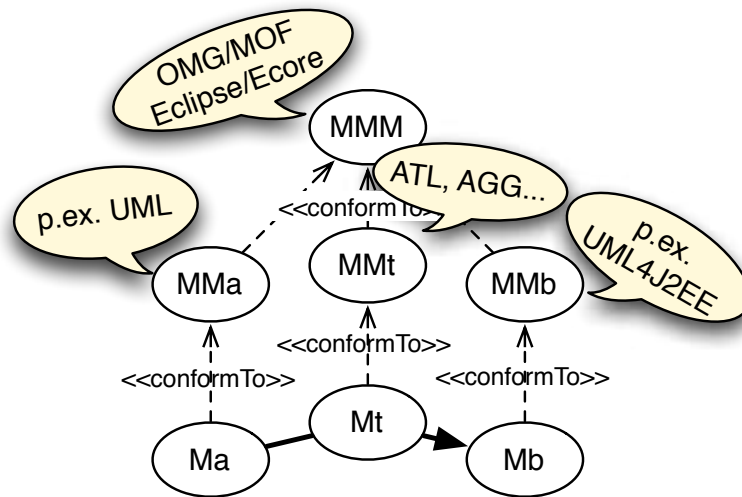 OMG/MOF
Eclipse/Ecore
MMM
ATL, AGG...
p.ex. UML
<<conformTo>>
p.ex.
UML4J2EE
MMa
MMt
MMb
<<conformTo>>
<<conformTo>>
<<conformTo>>
Ma
Mt
Mb